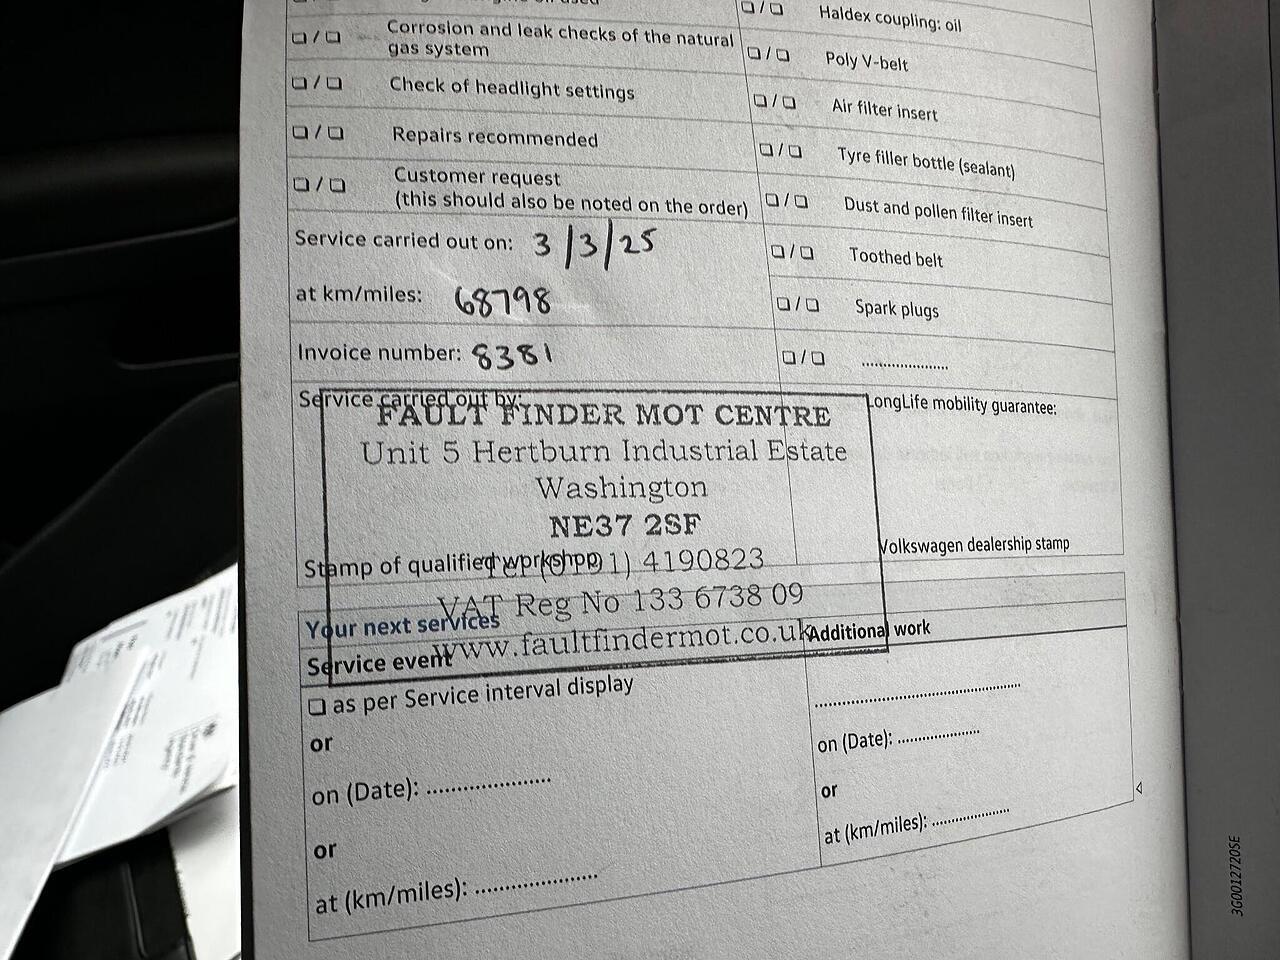 Corrosion and leak checks of the natural
gas system
Check of headlight settings
Repairs recommended
Customer request
(this should also be noted on the order)
Service carried out on: 3/3/25
at km/miles: 68798
Invoice number: 8381
Haldex coupling: oil
Poly V-belt
Air filter insert
Tyre filler bottle (sealant)
Dust and pollen filter insert
Toothed belt
Spark plugs
....................
Service carried out by:
FAULT FINDER MOT CENTRE
Unit 5 Hertburn Industrial Estate
Washington
NE37 2SF
Tel (0191) 4190823
VAT Reg No 133 6738 09
www.faultfindermot.co.uk
Stamp of qualified workshop
LongLife mobility guarantee:
Volkswagen dealership stamp
Your next services
Service event
as per Service interval display
or
on (Date): .....................
or
at (km/miles): .....................
Additional work
...................................................
on (Date): .....................
or
at (km/miles): ....................
3G0012720SE